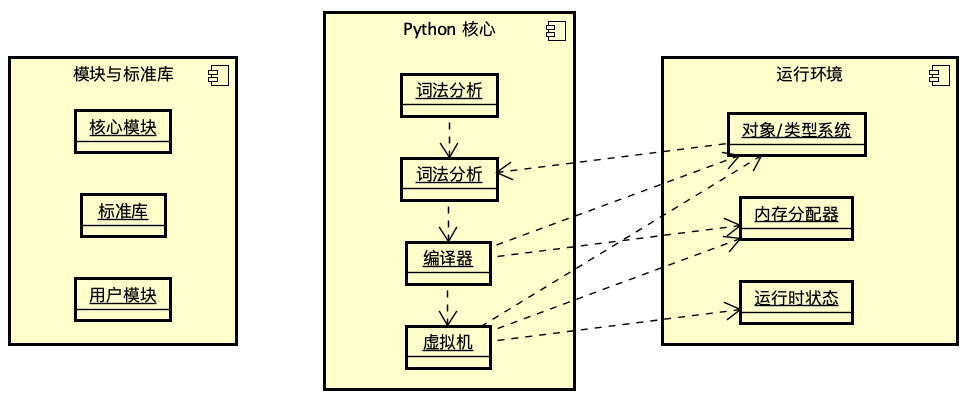 模块与标准库
核心模块
标准库
用户模块
Python 核心
词法分析
词法分析
编译器
虚拟机
运行环境
对象/类型系统
内存分配器
运行时状态